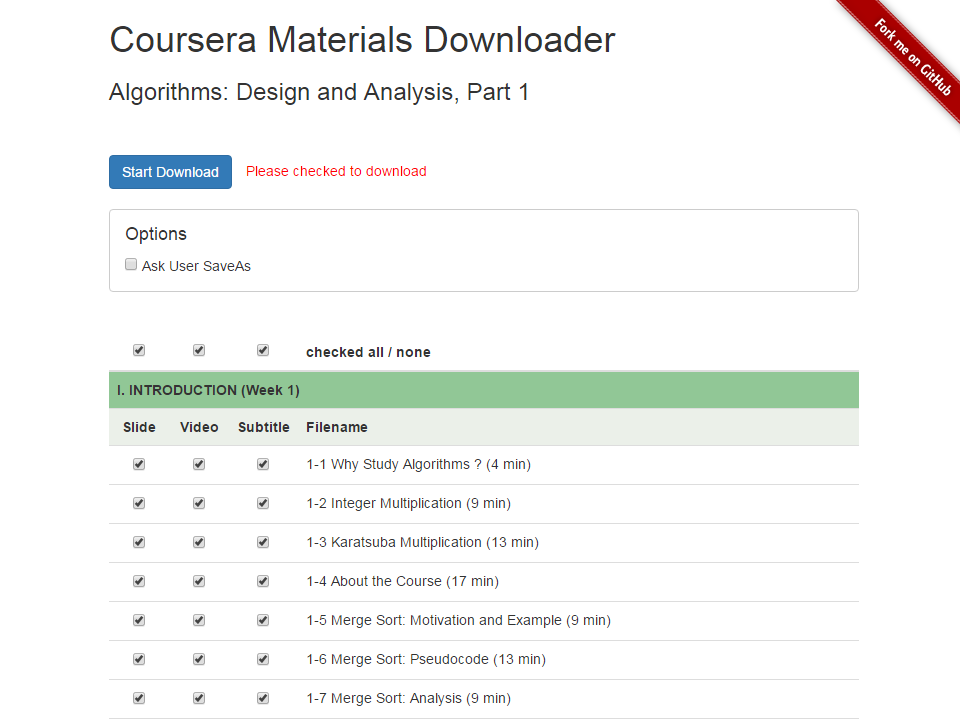 Fork me on GitHub
Coursera Materials Downloader
Algorithms: Design and Analysis, Part 1
Start Download Please checked to download
Options
Ask User SaveAs
checked all / none
I. INTRODUCTION (Week 1)
Slide Video Subtitle Filename
1-1 Why Study Algorithms ? (4 min)
1-2 Integer Multiplication (9 min)
1-3 Karatsuba Multiplication (13 min)
1-4 About the Course (17 min)
1-5 Merge Sort: Motivation and Example (9 min)
1-6 Merge Sort: Pseudocode (13 min)
1-7 Merge Sort: Analysis (9 min)